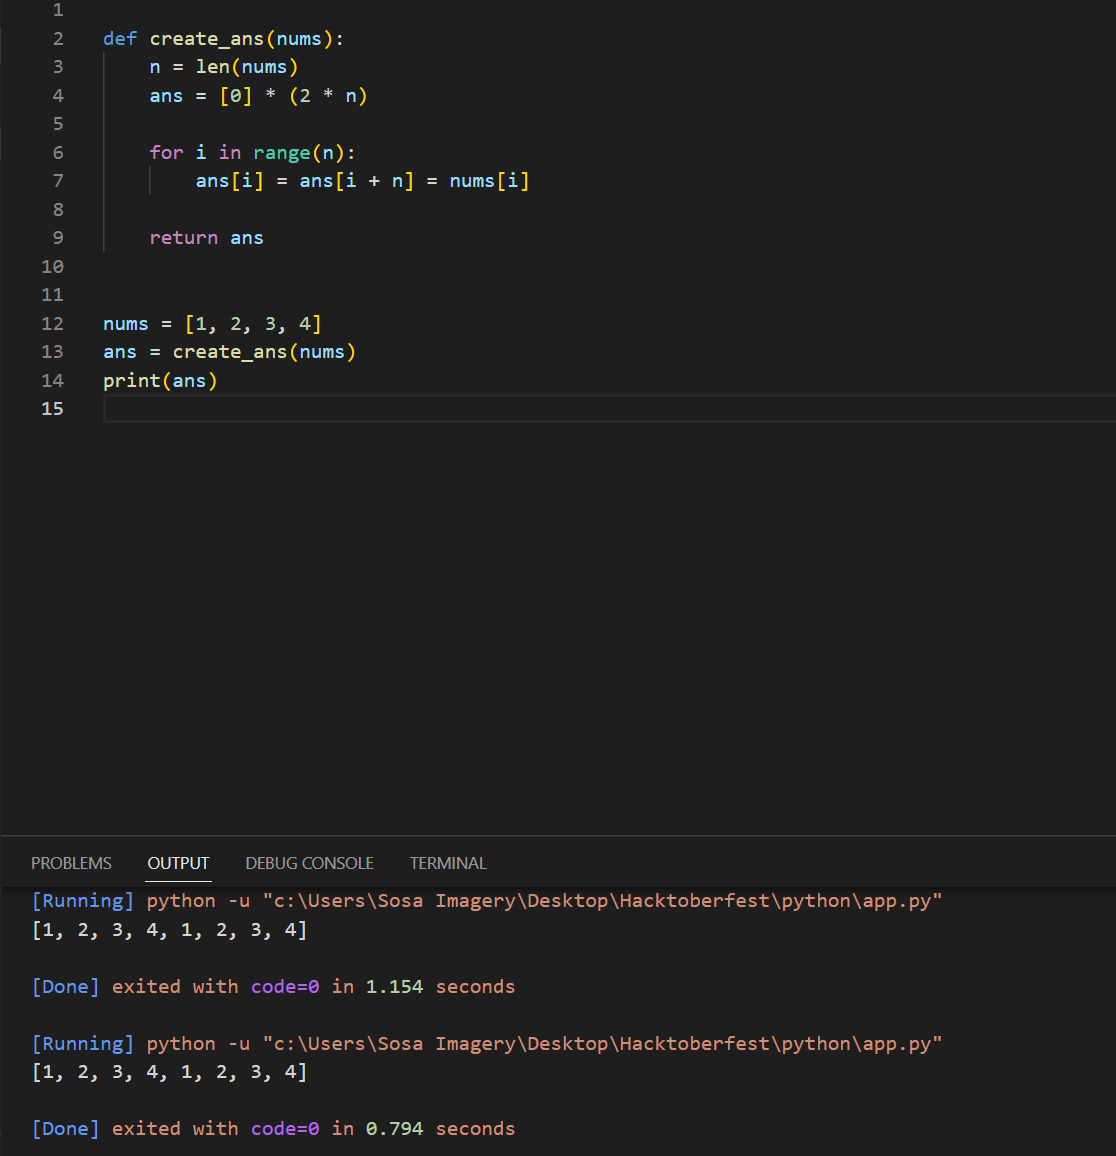 1
2 def create_ans(nums):
3     n = len(nums)
4     ans = [0] * (2 * n)
5
6     for i in range(n):
7         ans[i] = ans[i + n] = nums[i]
8
9     return ans
10
11
12 nums = [1, 2, 3, 4]
13 ans = create_ans(nums)
14 print(ans)
15
PROBLEMS OUTPUT DEBUG CONSOLE TERMINAL
[Running] python -u "c:\Users\Sosa Imagery\Desktop\Hacktoberfest\python\app.py"
[1, 2, 3, 4, 1, 2, 3, 4]
[Done] exited with code=0 in 1.154 seconds
[Running] python -u "c:\Users\Sosa Imagery\Desktop\Hacktoberfest\python\app.py"
[1, 2, 3, 4, 1, 2, 3, 4]
[Done] exited with code=0 in 0.794 seconds